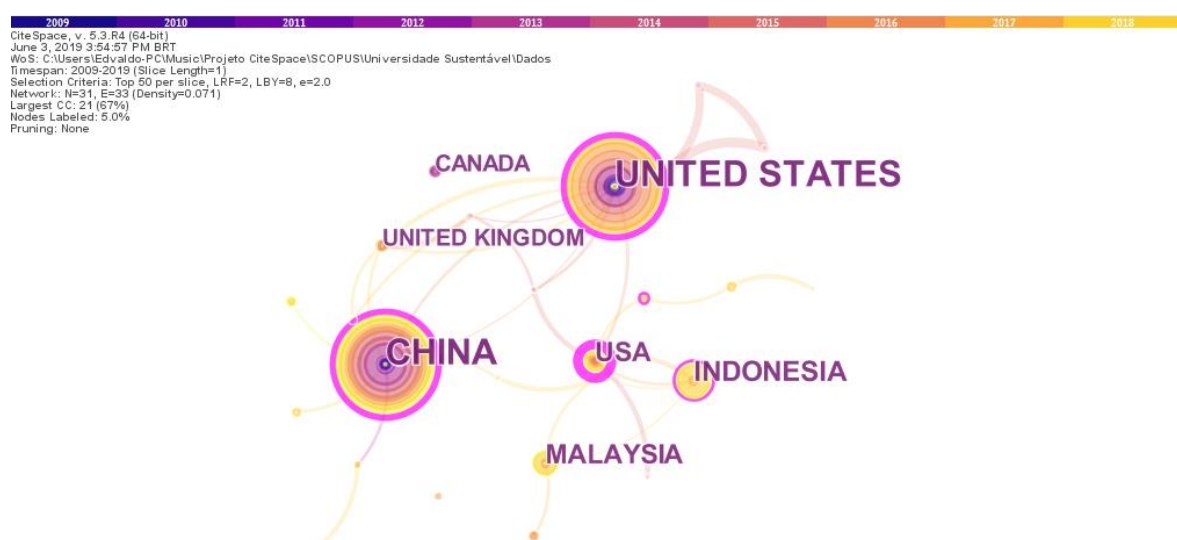 2009 2010 2011 2012 2013 2014 2015 2016 2017 2018
CiteSpace, v. 5.3.R4 (64-bit)
June 3, 2019 3:54:57 PM BRT
WoS: C:\Users\Edvaldo-PC\Music\Projeto CiteSpace\SCOPUS\Universidade Sustentável\Dados
Timespan: 2009-2019 (Slice Length=1)
Selection Criteria: Top 50 per slice, LRF=2, LBY=8, e=2.0
Network: N=31, E=33 (Density=0.071)
Largest CC: 21 (67%)
Nodes Labeled: 5.0%
Pruning: None
CANADA
UNITED STATES
UNITED KINGDOM
CHINA
USA
INDONESIA
MALAYSIA